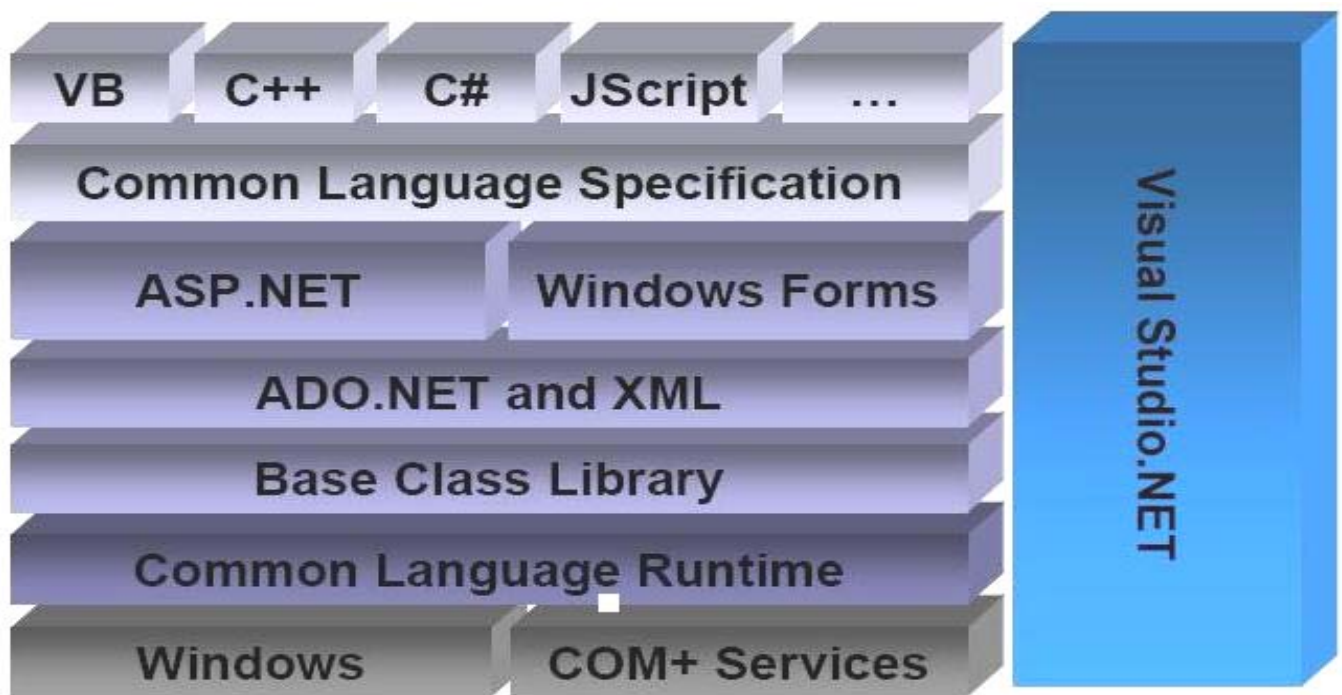 VB C++ C# JScript ...
Common Language Specification
ASP.NET Windows Forms
ADO.NET and XML
Base Class Library
Common Language Runtime
Windows COM+ Services
Visual Studio.NET